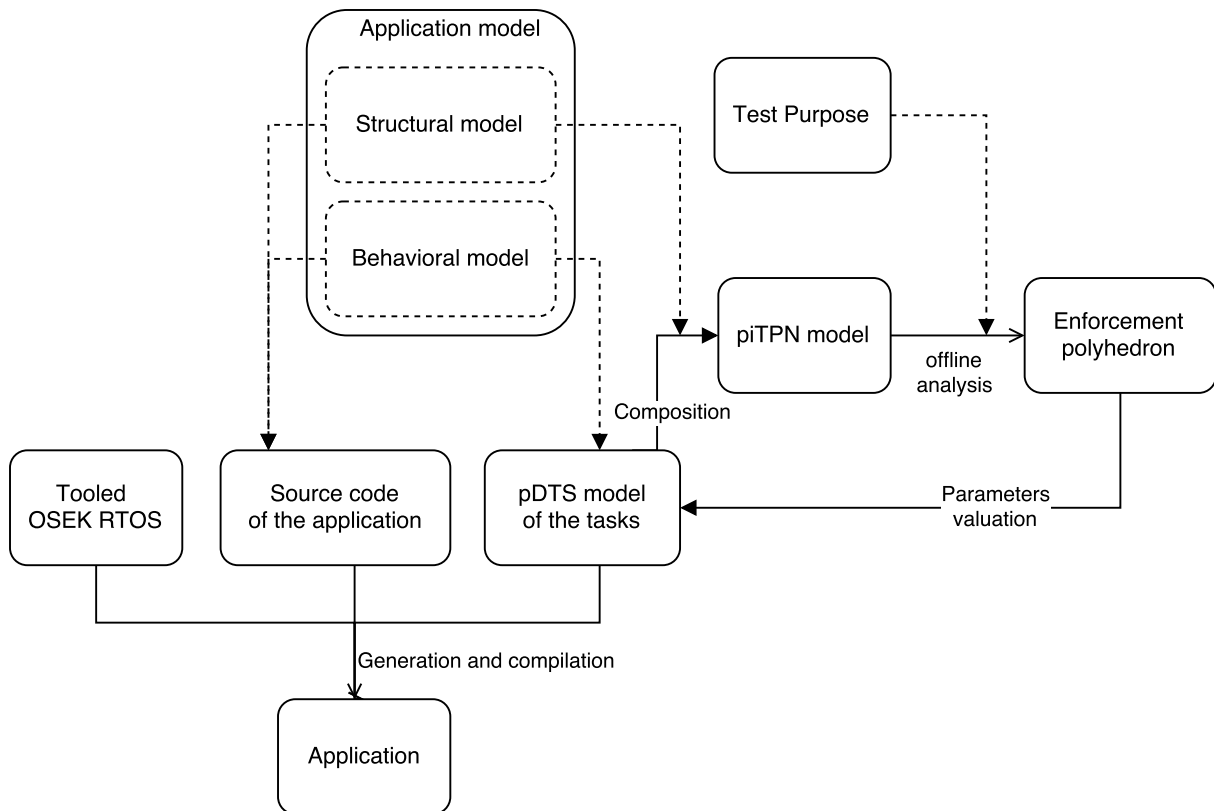 Application model
Structural model
Test Purpose
Behavioral model
piTPN model
Enforcement
polyhedron
offline
analysis
Composition
Tooled
OSEK RTOS
Source code
of the application
pDTS model
of the tasks
Parameters
valuation
Generation and compilation
Application